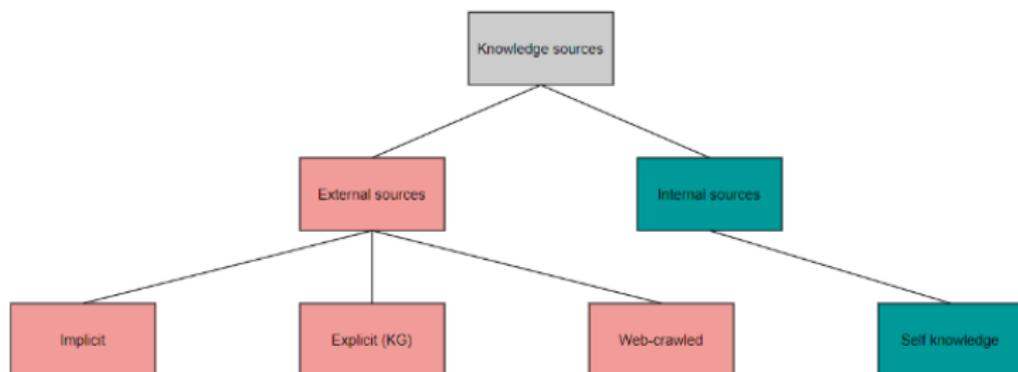 Knowledge sources
External sources
Internal sources
Implicit
Explicit (KG)
Web-crawled
Self knowledge